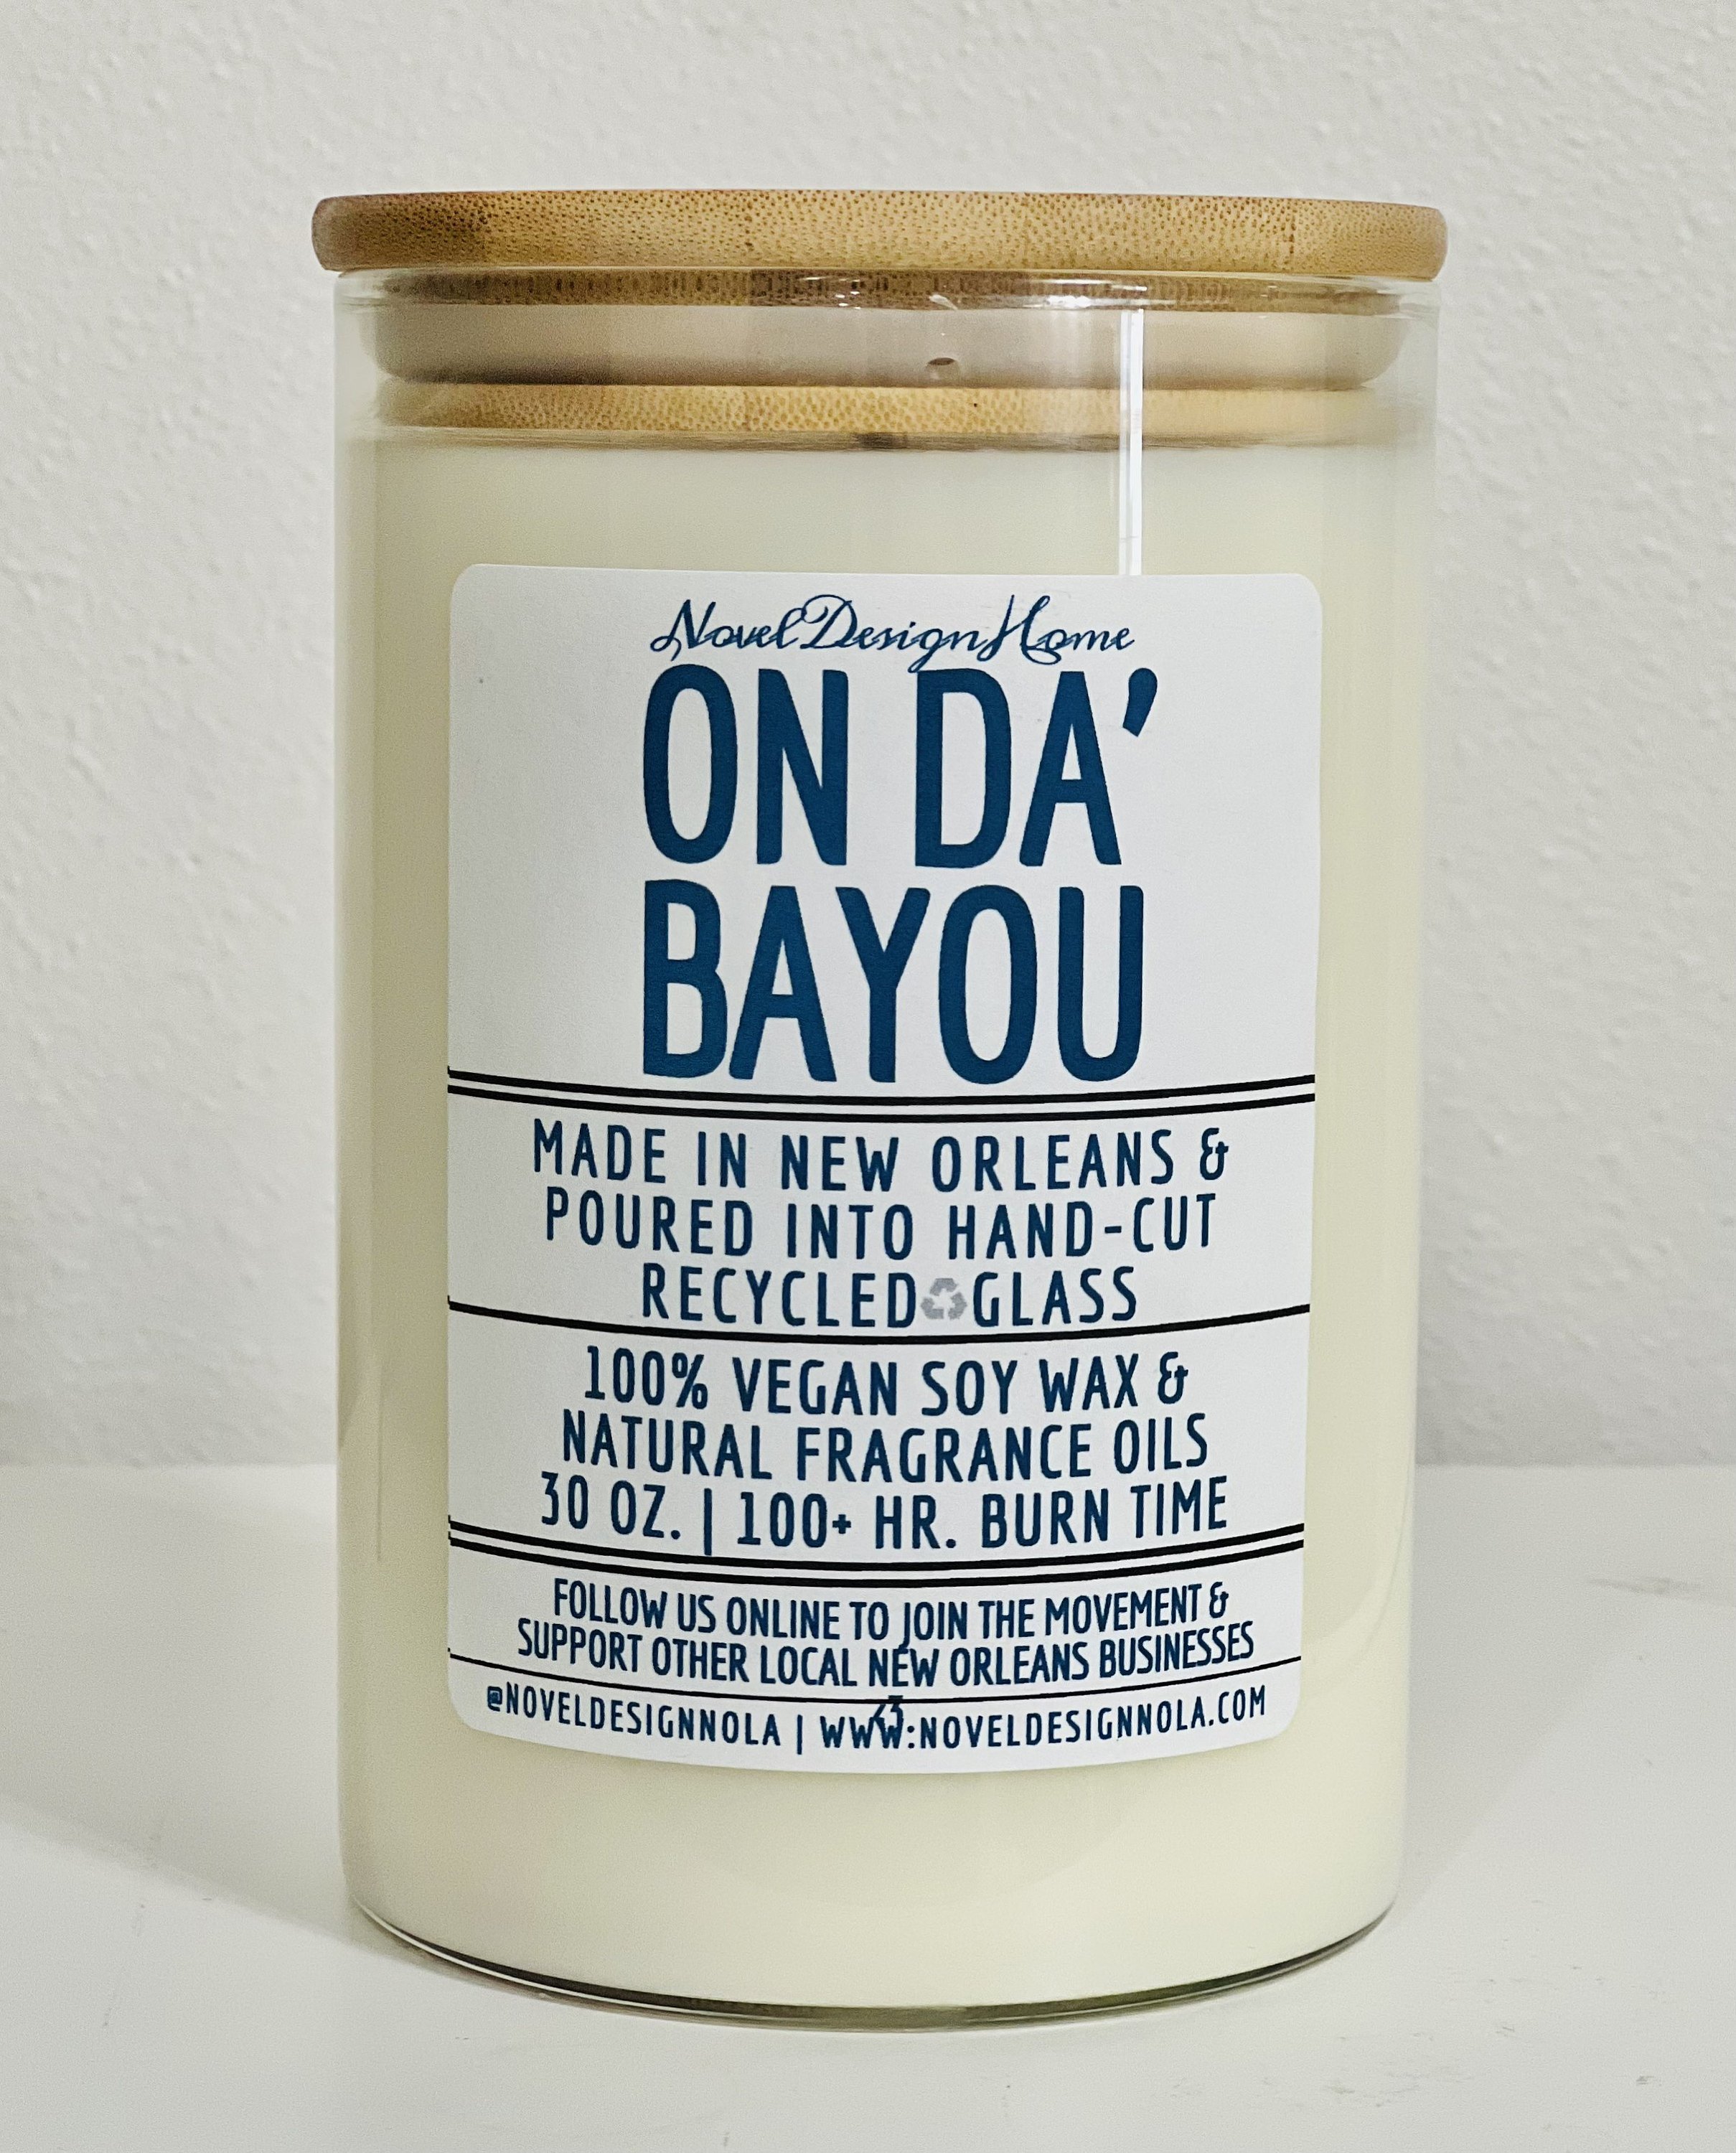 Novel Design Home
ON DA'
BAYOU
MADE IN NEW ORLEANS &
POURED INTO HAND-CUT
RECYCLED♻GLASS
100% VEGAN SOY WAX &
NATURAL FRAGRANCE OILS
30 OZ. | 100+ HR. BURN TIME
FOLLOW US ONLINE TO JOIN THE MOVEMENT &
SUPPORT OTHER LOCAL NEW ORLEANS BUSINESSES
<3
@NOVELDESIGNNOLA | WWW.NOVELDESIGNNOLA.COM